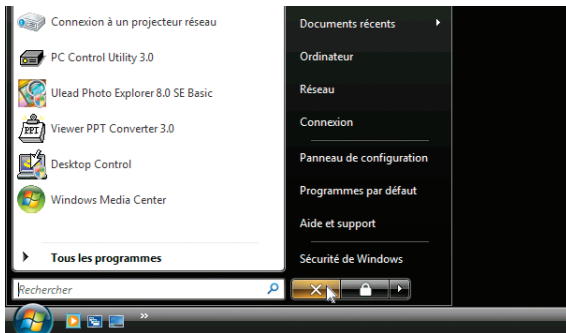 Connexion à un projecteur réseau
PC Control Utility 3.0
Ulead Photo Explorer 8.0 SE Basic
PPT
Viewer PPT Converter 3.0
Desktop Control
Windows Media Center
Tous les programmes
Rechercher
Documents récents
Ordinateur
Réseau
Connexion
Panneau de configuration
Programmes par défaut
Aide et support
Sécurité de Windows